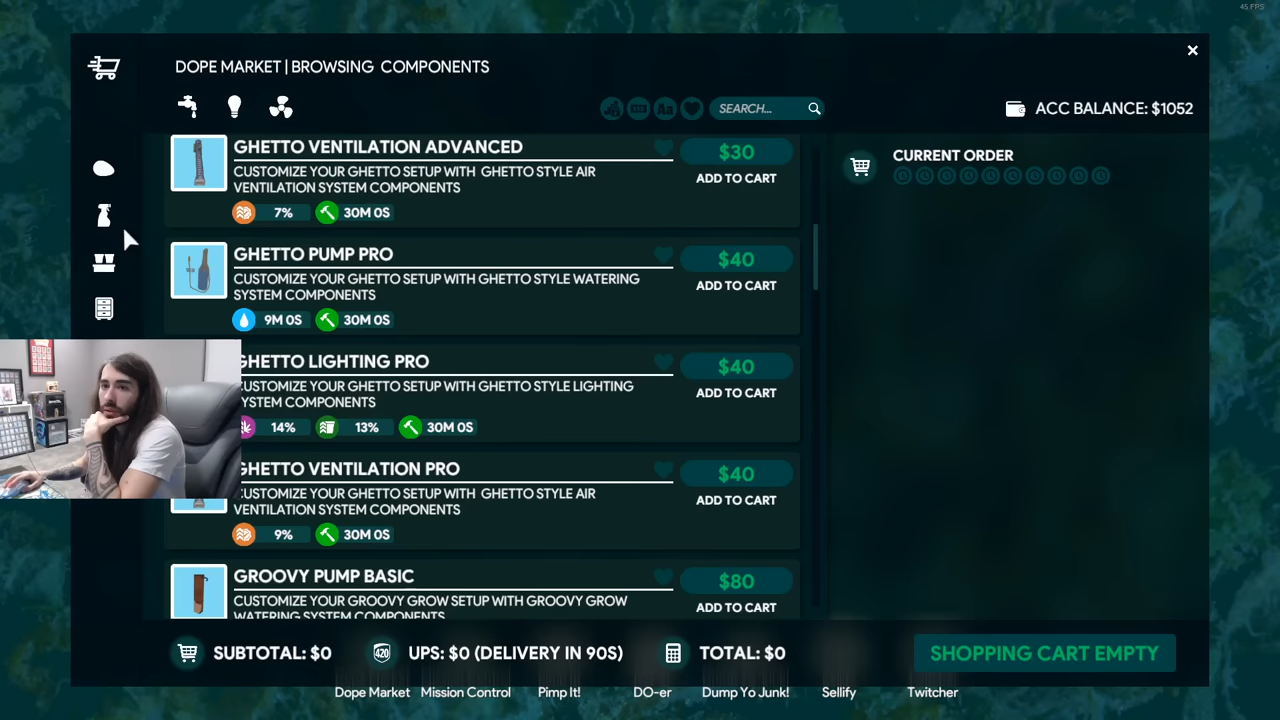 45 FPS
DOPE MARKET | BROWSING COMPONENTS
SEARCH...
ACC BALANCE: $1052
GHETTO VENTILATION ADVANCED
$30
CUSTOMIZE YOUR GHETTO SETUP WITH GHETTO STYLE AIR
VENTILATION SYSTEM COMPONENTS
ADD TO CART
7%
30M 0S
CURRENT ORDER
GHETTO PUMP PRO
$40
CUSTOMIZE YOUR GHETTO SETUP WITH GHETTO STYLE WATERING
SYSTEM COMPONENTS
ADD TO CART
9M 0S
30M 0S
GHETTO LIGHTING PRO
$40
CUSTOMIZE YOUR GHETTO SETUP WITH GHETTO STYLE LIGHTING
SYSTEM COMPONENTS
ADD TO CART
14%
13%
30M 0S
GHETTO VENTILATION PRO
$40
CUSTOMIZE YOUR GHETTO SETUP WITH GHETTO STYLE AIR
VENTILATION SYSTEM COMPONENTS
ADD TO CART
9%
30M 0S
GROOVY PUMP BASIC
$80
CUSTOMIZE YOUR GROOVY GROW SETUP WITH GROOVY GROW
WATERING SYSTEM COMPONENTS
ADD TO CART
SUBTOTAL: $0
420
UPS: $0 (DELIVERY IN 90S)
TOTAL: $0
SHOPPING CART EMPTY
Dope Market
Mission Control
Pimp It!
DO-er
Dump Yo Junk!
Sellify
Twitcher